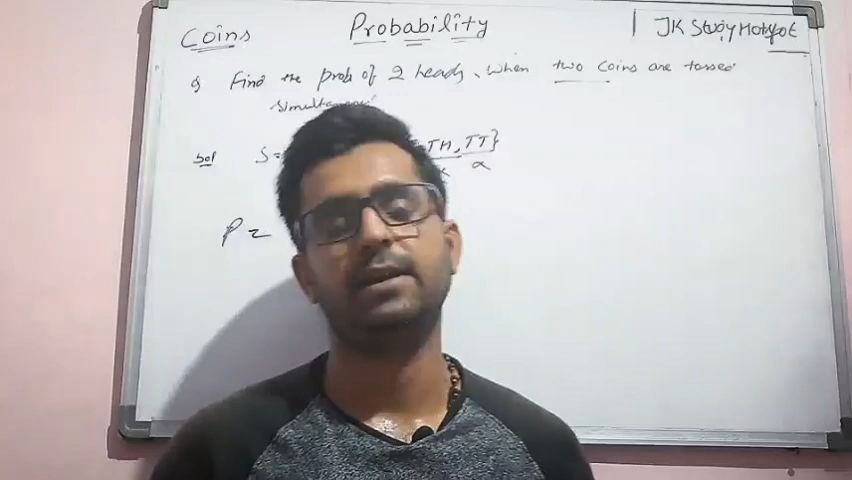 Coins Probability JK Study Hotspot
Q Find the prob of 2 heads, when two coins are tossed
Simultaneous
Sol S = TH, TT}
α
P =